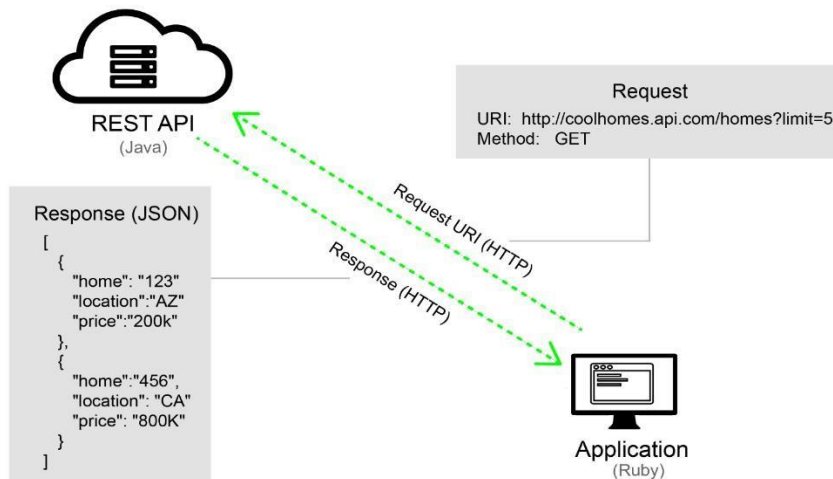 REST API
(Java)
Request
URI: http://coolhomes.api.com/homes?limit=5
Method: GET
Request URI (HTTP)
Response (HTTP)
Response (JSON)
[
{
"home": "123"
"location":"AZ"
"price":"200k"
},
{
"home":"456",
"location": "CA"
"price": "800K"
}
]
Application
(Ruby)